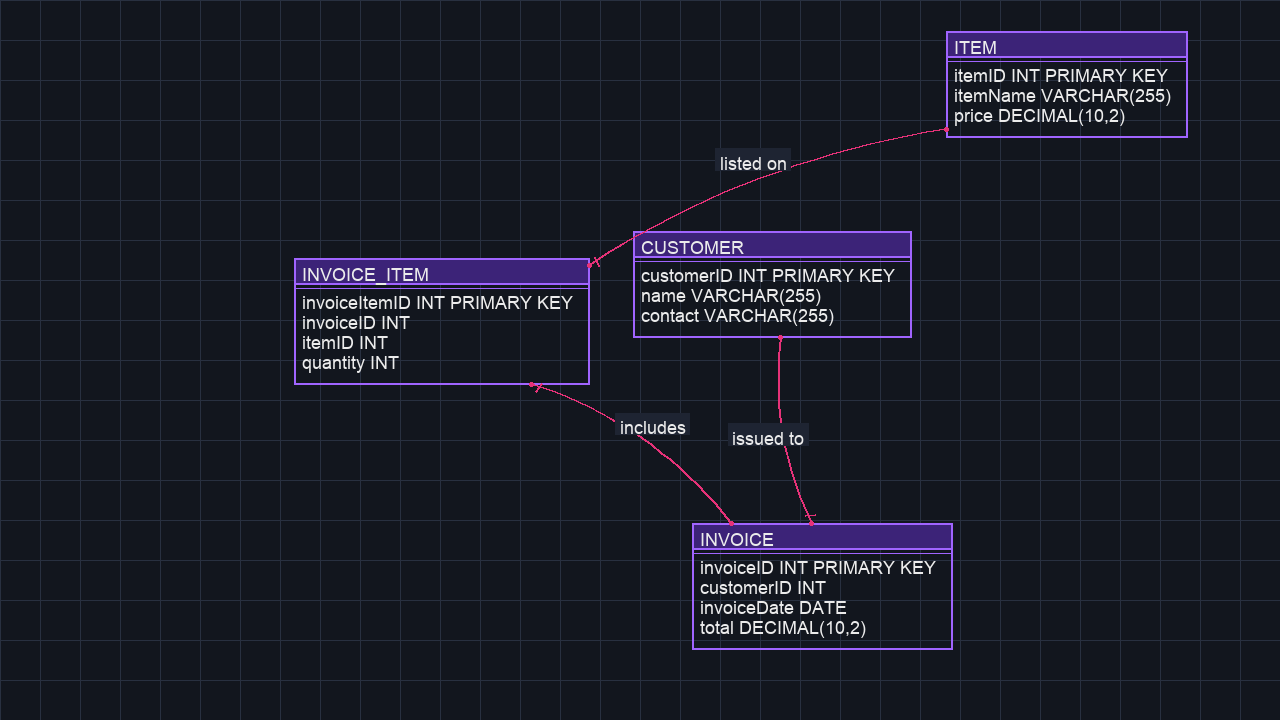 ITEM
itemID INT PRIMARY KEY
itemName VARCHAR(255)
price DECIMAL(10,2)
listed on
CUSTOMER
customerID INT PRIMARY KEY
name VARCHAR(255)
contact VARCHAR(255)
INVOICE_ITEM
invoiceItemID INT PRIMARY KEY
invoiceID INT
itemID INT
quantity INT
includes
issued to
INVOICE
invoiceID INT PRIMARY KEY
customerID INT
invoiceDate DATE
total DECIMAL(10,2)